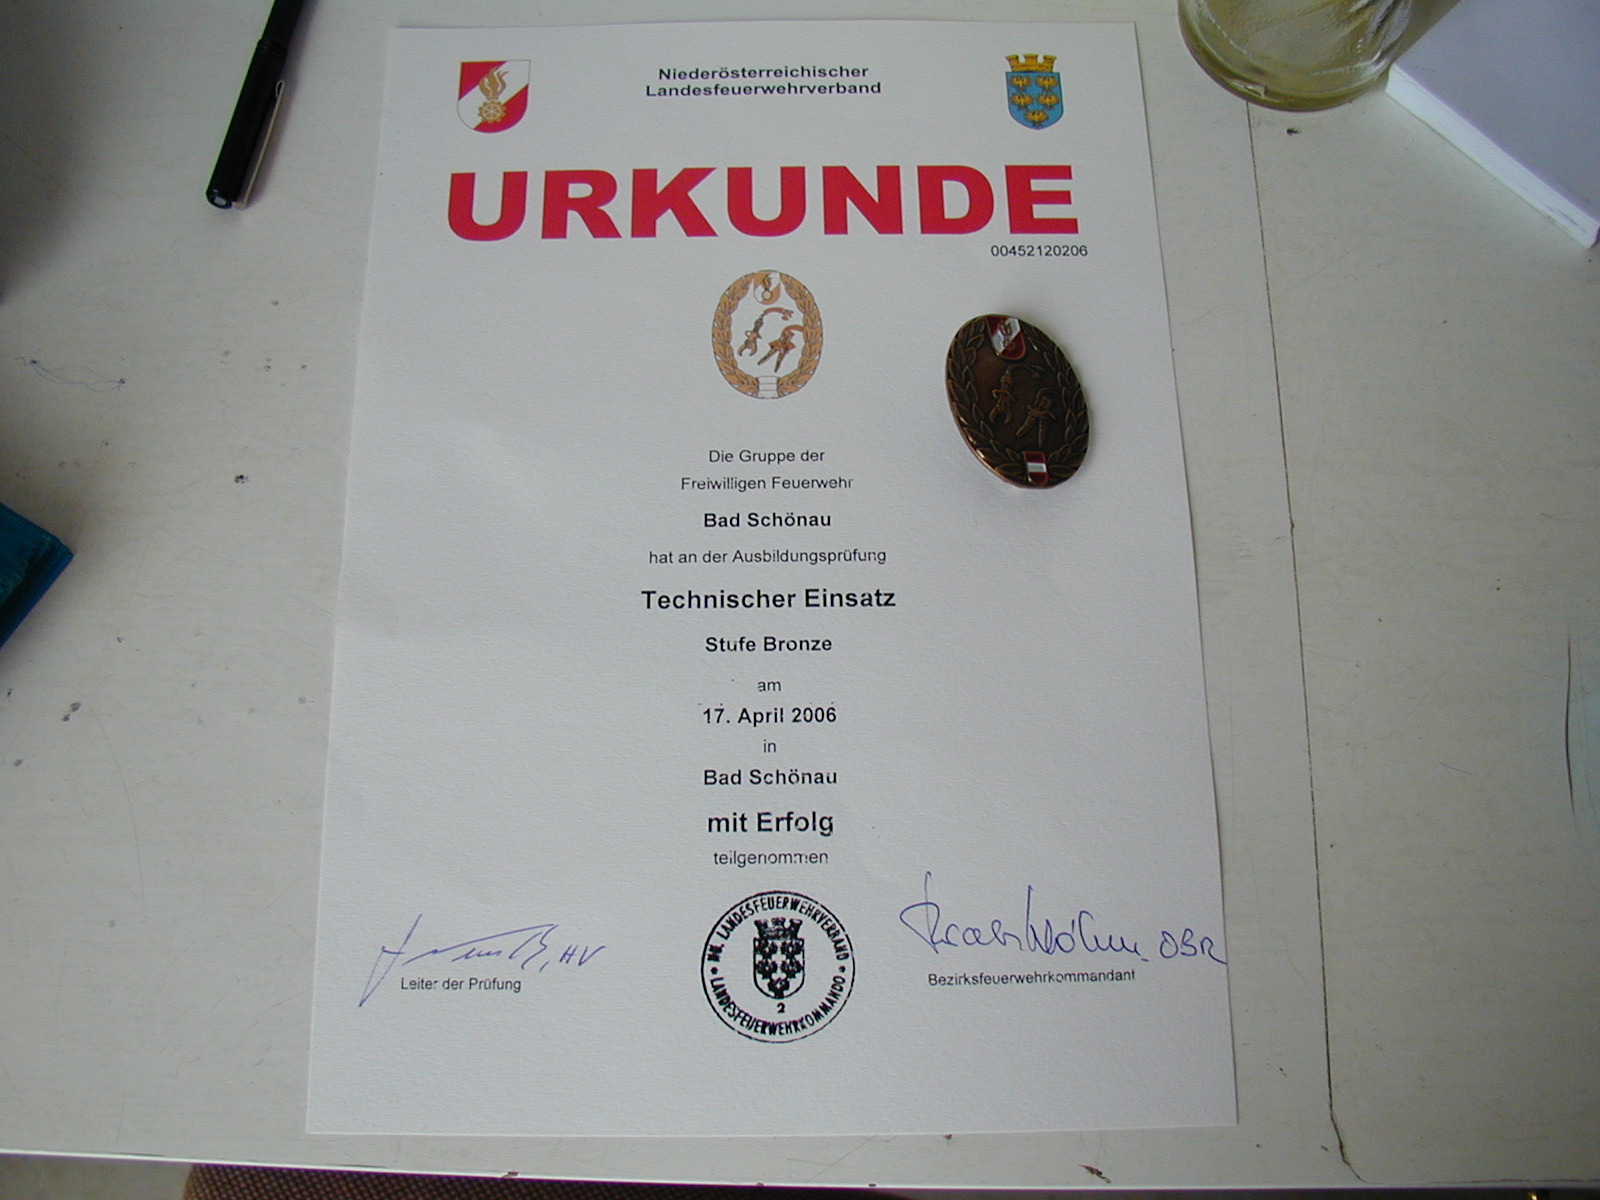 Niederösterreichischer
Landesfeuerwehrverband
URKUNDE
00452120206
Die Gruppe der
Freiwilligen Feuerwehr
Bad Schönau
hat an der Ausbildungsprüfung
Technischer Einsatz
Stufe Bronze
am
17. April 2006
in
Bad Schönau
mit Erfolg
teilgenommen
HV
OBR
Leiter der Prüfung
Bezirksfeuerwehrkommandant
NÖ. LANDESFEUERWEHRVERBAND
2
LANDESFEUERWEHRKOMMANDO